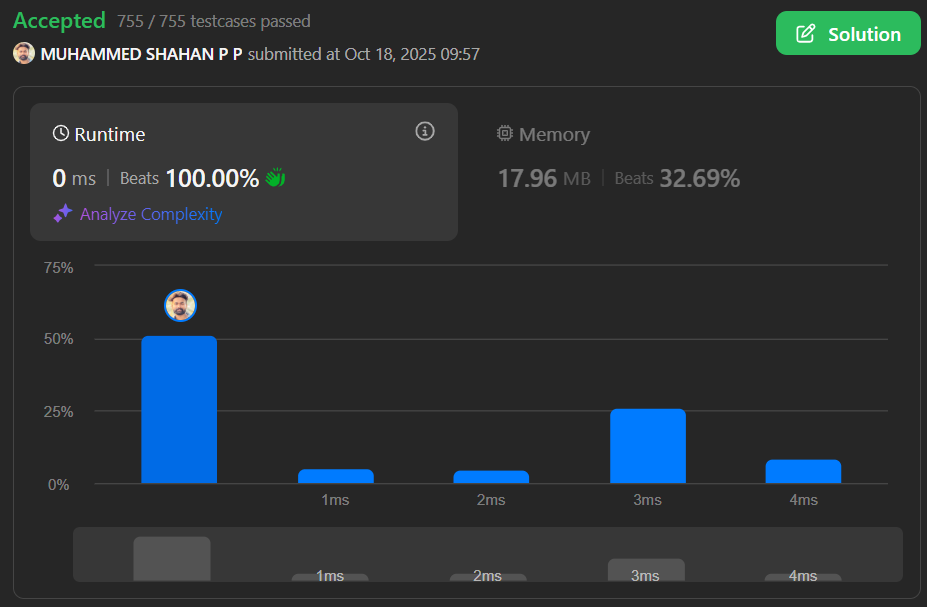 Accepted 755 / 755 testcases passed
MUHAMMED SHAHAN P P submitted at Oct 18, 2025 09:57
Solution
Runtime
0 ms | Beats 100.00%
Analyze Complexity
Memory
17.96 MB | Beats 32.69%
75%
50%
25%
0%
1ms 2ms 3ms 4ms
1ms 2ms 3ms 4ms